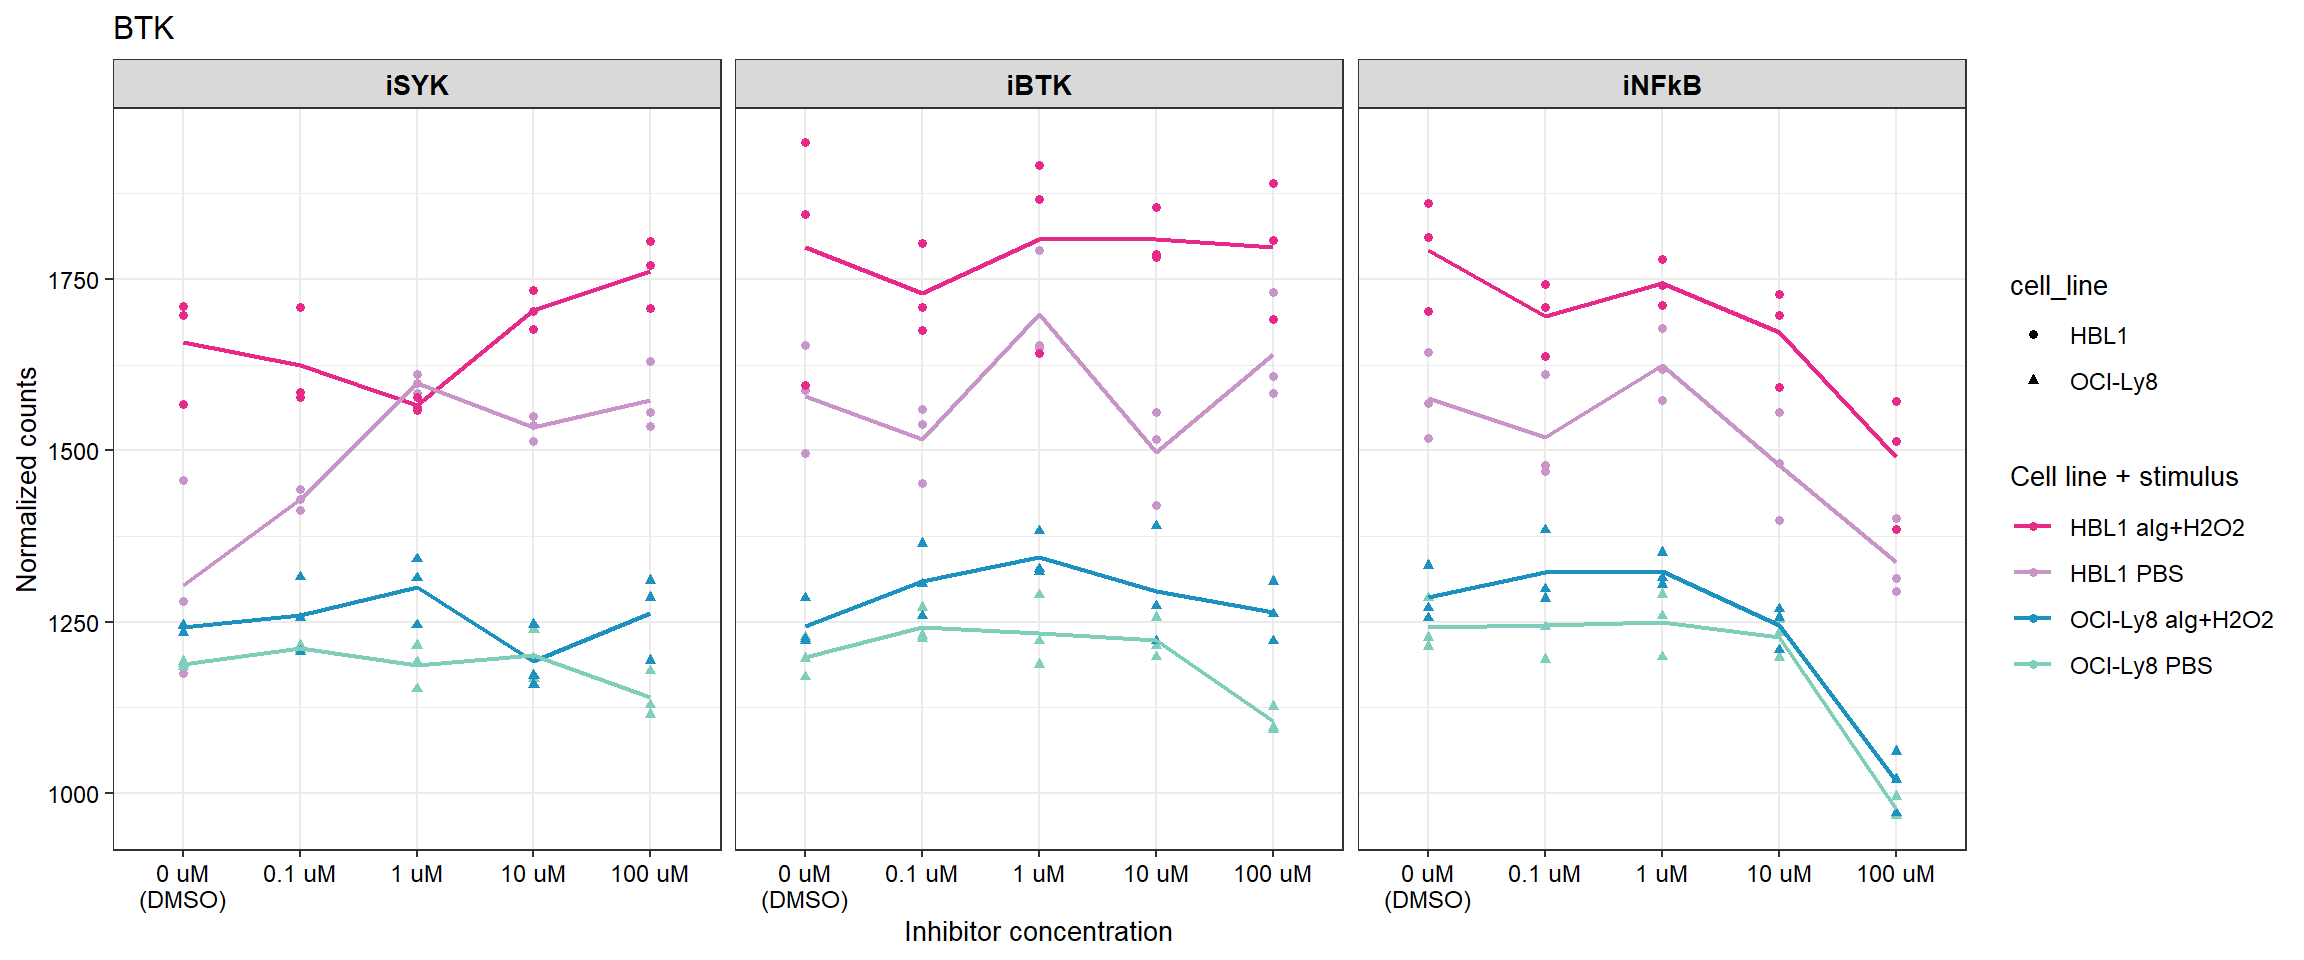 BTK
iSYK
iBTK
iNFkB
1750
1500
1250
1000
Normalized counts
0 uM
(DMSO)
0.1 uM
1 uM
10 uM
100 uM
0 uM
(DMSO)
0.1 uM
1 uM
10 uM
100 uM
0 uM
(DMSO)
0.1 uM
1 uM
10 uM
100 uM
Inhibitor concentration
cell_line
HBL1
OCI-Ly8
Cell line + stimulus
HBL1 aIg+H2O2
HBL1 PBS
OCI-Ly8 aIg+H2O2
OCI-Ly8 PBS